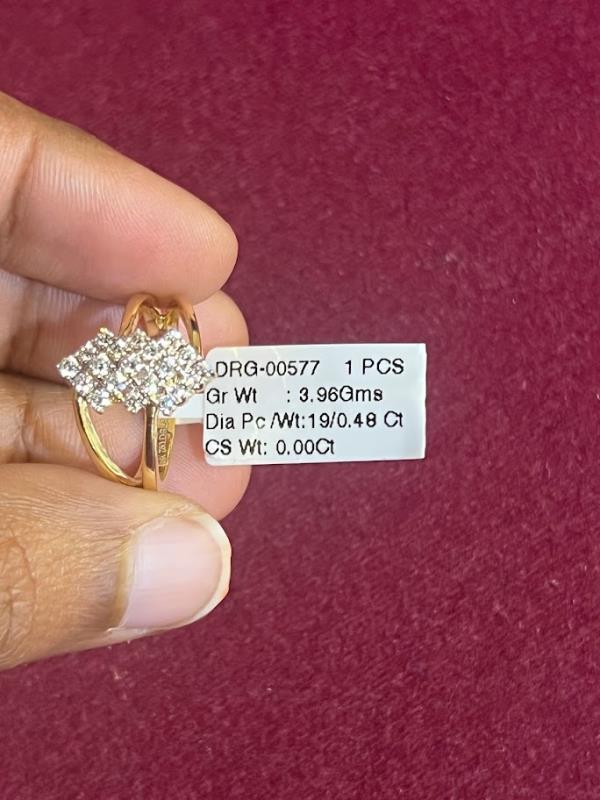 DRG-00577 1 PCS
Gr Wt : 3.96Gms
Dia Pc/Wt:19/0.48 Ct
CS Wt: 0.00Ct